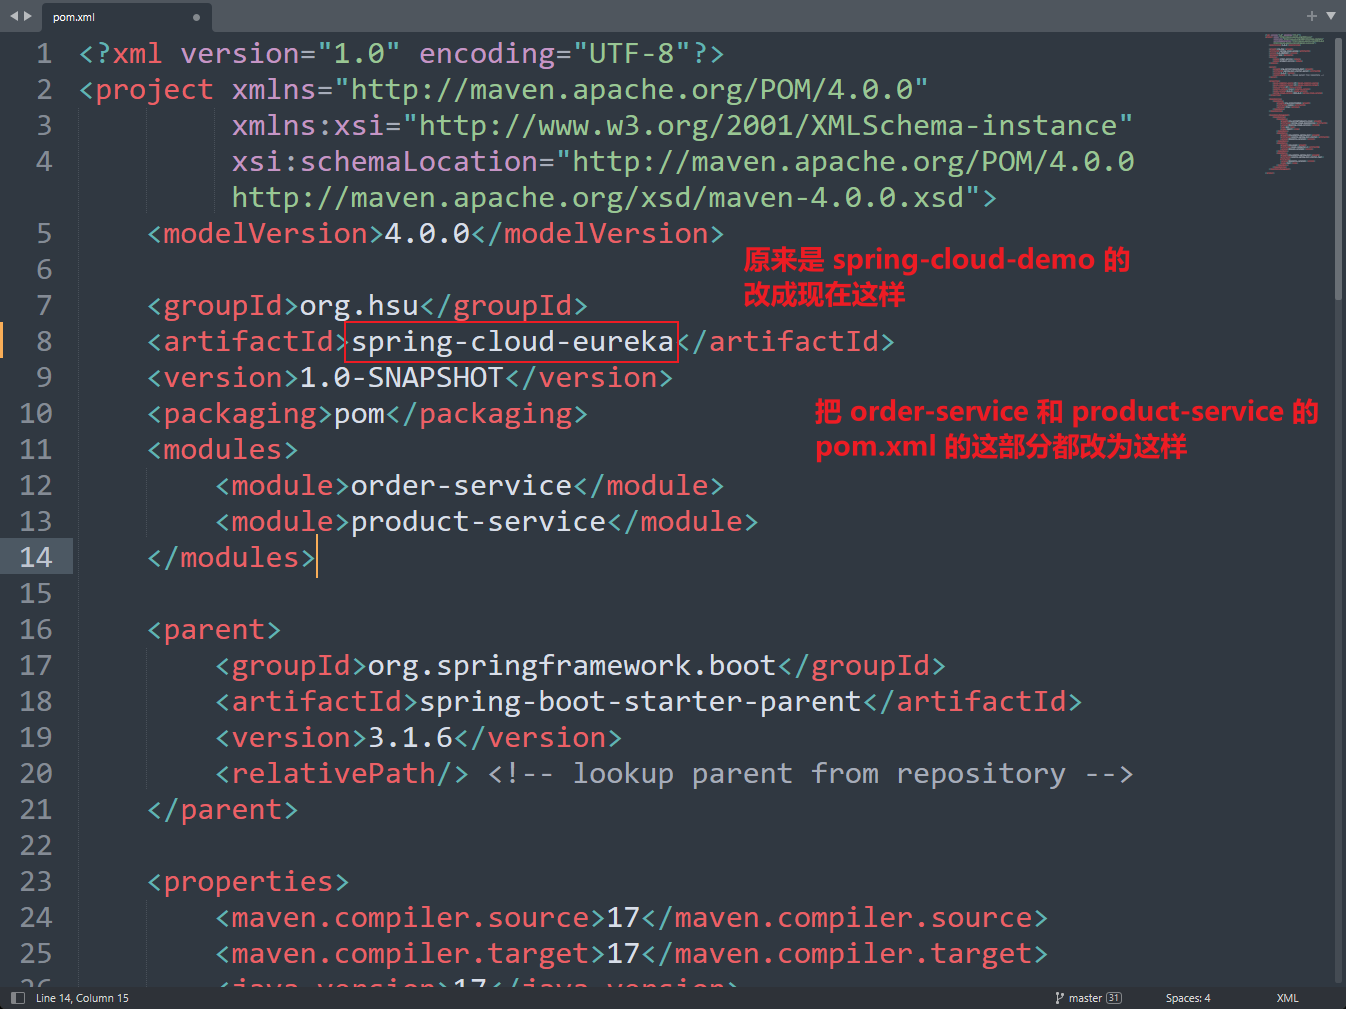 pom.xml
1 <?xml version="1.0" encoding="UTF-8"?>
2 <project xmlns="http://maven.apache.org/POM/4.0.0"
3 xmlns:xsi="http://www.w3.org/2001/XMLSchema-instance"
4 xsi:schemaLocation="http://maven.apache.org/POM/4.0.0
http://maven.apache.org/xsd/maven-4.0.0.xsd">
5 <modelVersion>4.0.0</modelVersion>
原来是 spring-cloud-demo 的
6
改成现在这样
7 <groupId>org.hsu</groupId>
8 <artifactId>spring-cloud-eureka</artifactId>
9 <version>1.0-SNAPSHOT</version>
10 <packaging>pom</packaging>
把 order-service 和 product-service 的
11 <modules>
pom.xml 的这部分都改为这样
12 <module>order-service</module>
13 <module>product-service</module>
14 </modules>
15
16 <parent>
17 <groupId>org.springframework.boot</groupId>
18 <artifactId>spring-boot-starter-parent</artifactId>
19 <version>3.1.6</version>
20 <relativePath/> <!-- lookup parent from repository -->
21 </parent>
22
23 <properties>
24 <maven.compiler.source>17</maven.compiler.source>
25 <maven.compiler.target>17</maven.compiler.target>
26 <java.version>17</java.version>
Line 14, Column 15
master 31
Spaces: 4
XML